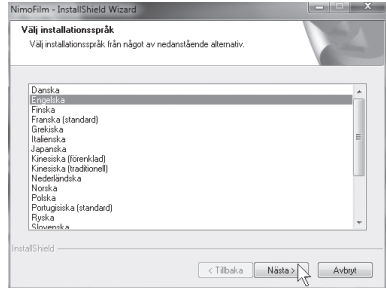 NimoFilm - InstallShield Wizard
Välj installationsspråk
Välj installationsspråk från något av nedanstående alternativ.
Danska
Engelska
Finska
Franska (standard)
Grekiska
Italienska
Japanska
Kinesiska (förenklad)
Kinesiska (traditionell)
Nederländska
Norska
Polska
Portugisiska (standard)
Ryska
Slovenska
InstallShield
< Tillbaka
Nästa >
Avbryt